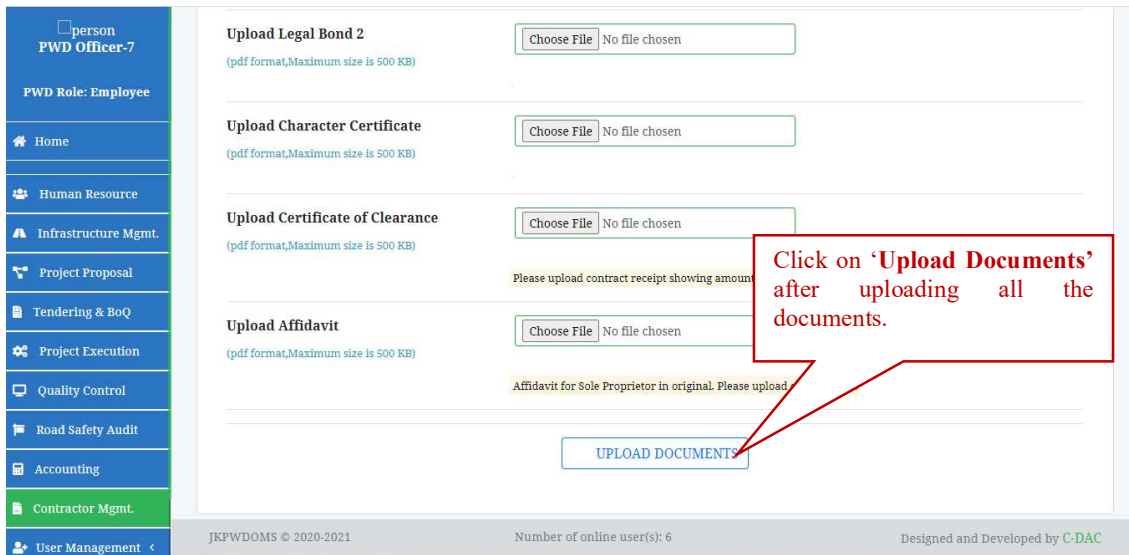 person
PWD Officer-7
PWD Role: Employee
Home
Human Resource
Infrastructure Mgmt.
Project Proposal
Tendering & BoQ
Project Execution
Quality Control
Road Safety Audit
Accounting
Contractor Mgmt.
User Management <
Upload Legal Bond 2
(pdf format,Maximum size is 500 KB)
Choose File No file chosen
Upload Character Certificate
(pdf format,Maximum size is 500 KB)
Choose File No file chosen
Upload Certificate of Clearance
(pdf format,Maximum size is 500 KB)
Choose File No file chosen
Please upload contract receipt showing amount
Upload Affidavit
(pdf format,Maximum size is 500 KB)
Choose File No file chosen
Affidavit for Sole Proprietor in original. Please upload
UPLOAD DOCUMENTS
Click on ‘Upload Documents’
after uploading all the
documents.
JKPWDOMS © 2020-2021
Number of online user(s): 6
Designed and Developed by C-DAC